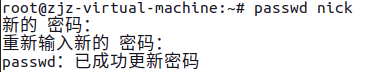 root@zjz-virtual-machine:~# passwd nick
新的 密码：
重新输入新的 密码：
passwd：已成功更新密码